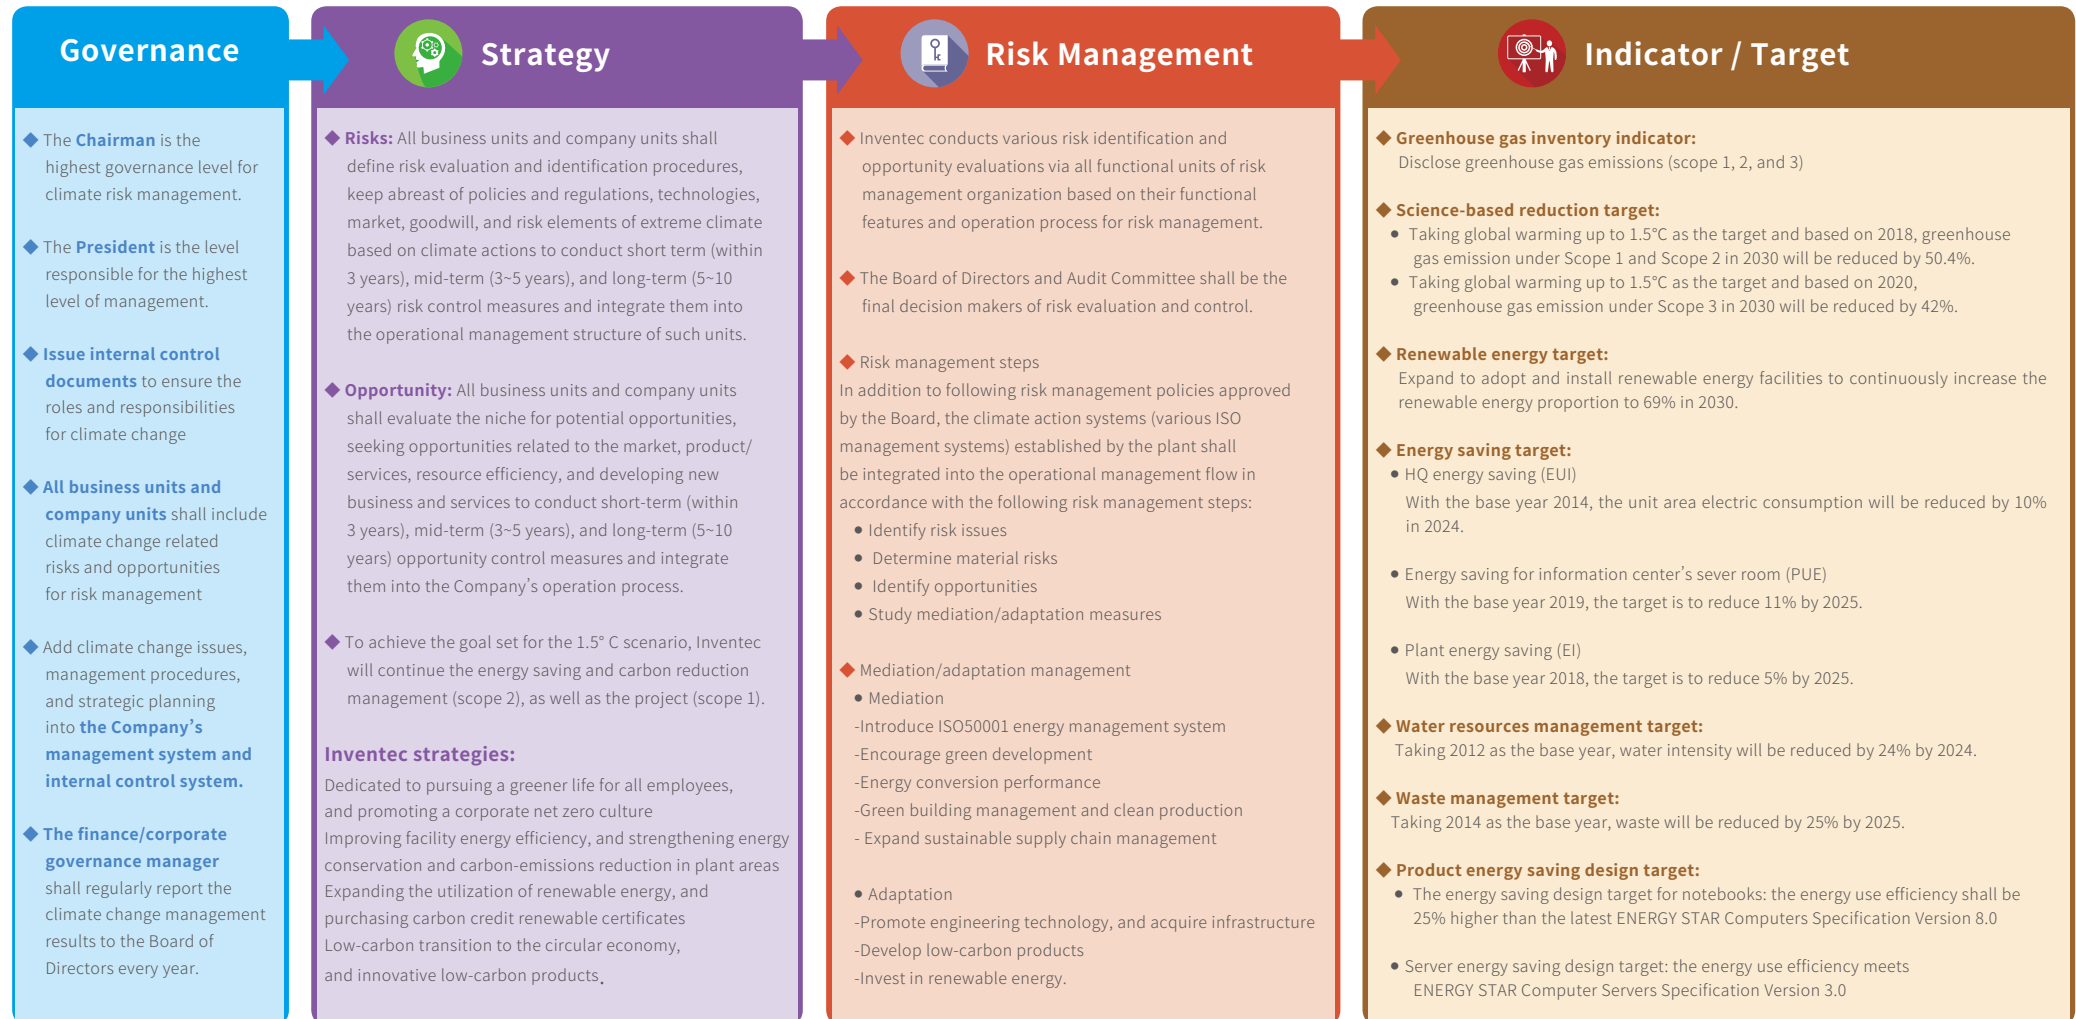 Governance
◆ The Chairman is the
highest governance level for
climate risk management.
◆ The President is the level
responsible for the highest
level of management.
◆ Issue internal control
documents to ensure the
roles and responsibilities
for climate change
◆ All business units and
company units shall include
climate change related
risks and opportunities
for risk management
◆ Add climate change issues,
management procedures,
and strategic planning
into the Company's
management system and
internal control system.
◆ The finance/corporate
governance manager
shall regularly report the
climate change management
results to the Board of
Directors every year.
Strategy
◆ Risks: All business units and company units shall
define risk evaluation and identification procedures,
keep abreast of policies and regulations, technologies,
market, goodwill, and risk elements of extreme climate
based on climate actions to conduct short term (within
3 years), mid-term (3~5 years), and long-term (5~10
years) risk control measures and integrate them into
the operational management structure of such units.
◆ Opportunity: All business units and company units
shall evaluate the niche for potential opportunities,
seeking opportunities related to the market, product/
services, resource efficiency, and developing new
business and services to conduct short-term (within
3 years), mid-term (3~5 years), and long-term (5~10
years) opportunity control measures and integrate
them into the Company's operation process.
◆ To achieve the goal set for the 1.5° C scenario, Inventec
will continue the energy saving and carbon reduction
management (scope 2), as well as the project (scope 1).
Inventec strategies:
Dedicated to pursuing a greener life for all employees,
and promoting a corporate net zero culture
Improving facility energy efficiency, and strengthening energy
conservation and carbon-emissions reduction in plant areas
Expanding the utilization of renewable energy, and
purchasing carbon credit renewable certificates
Low-carbon transition to the circular economy,
and innovative low-carbon products.
Risk Management
◆ Inventec conducts various risk identification and
opportunity evaluations via all functional units of risk
management organization based on their functional
features and operation process for risk management.
◆ The Board of Directors and Audit Committee shall be the
final decision makers of risk evaluation and control.
◆ Risk management steps
In addition to following risk management policies approved
by the Board, the climate action systems (various ISO
management systems) established by the plant shall
be integrated into the operational management flow in
accordance with the following risk management steps:
● Identify risk issues
● Determine material risks
● Identify opportunities
● Study mediation/adaptation measures
◆ Mediation/adaptation management
● Mediation
-Introduce ISO50001 energy management system
-Encourage green development
-Energy conversion performance
-Green building management and clean production
- Expand sustainable supply chain management
● Adaptation
-Promote engineering technology, and acquire infrastructure
-Develop low-carbon products
-Invest in renewable energy.
Indicator / Target
◆ Greenhouse gas inventory indicator:
Disclose greenhouse gas emissions (scope 1, 2, and 3)
◆ Science-based reduction target:
● Taking global warming up to 1.5°C as the target and based on 2018, greenhouse
gas emission under Scope 1 and Scope 2 in 2030 will be reduced by 50.4%.
● Taking global warming up to 1.5°C as the target and based on 2020,
greenhouse gas emission under Scope 3 in 2030 will be reduced by 42%.
◆ Renewable energy target:
Expand to adopt and install renewable energy facilities to continuously increase the
renewable energy proportion to 69% in 2030.
◆ Energy saving target:
● HQ energy saving (EUI)
With the base year 2014, the unit area electric consumption will be reduced by 10%
in 2024.
● Energy saving for information center's sever room (PUE)
With the base year 2019, the target is to reduce 11% by 2025.
● Plant energy saving (EI)
With the base year 2018, the target is to reduce 5% by 2025.
◆ Water resources management target:
Taking 2012 as the base year, water intensity will be reduced by 24% by 2024.
◆ Waste management target:
Taking 2014 as the base year, waste will be reduced by 25% by 2025.
◆ Product energy saving design target:
● The energy saving design target for notebooks: the energy use efficiency shall be
25% higher than the latest ENERGY STAR Computers Specification Version 8.0
● Server energy saving design target: the energy use efficiency meets
ENERGY STAR Computer Servers Specification Version 3.0